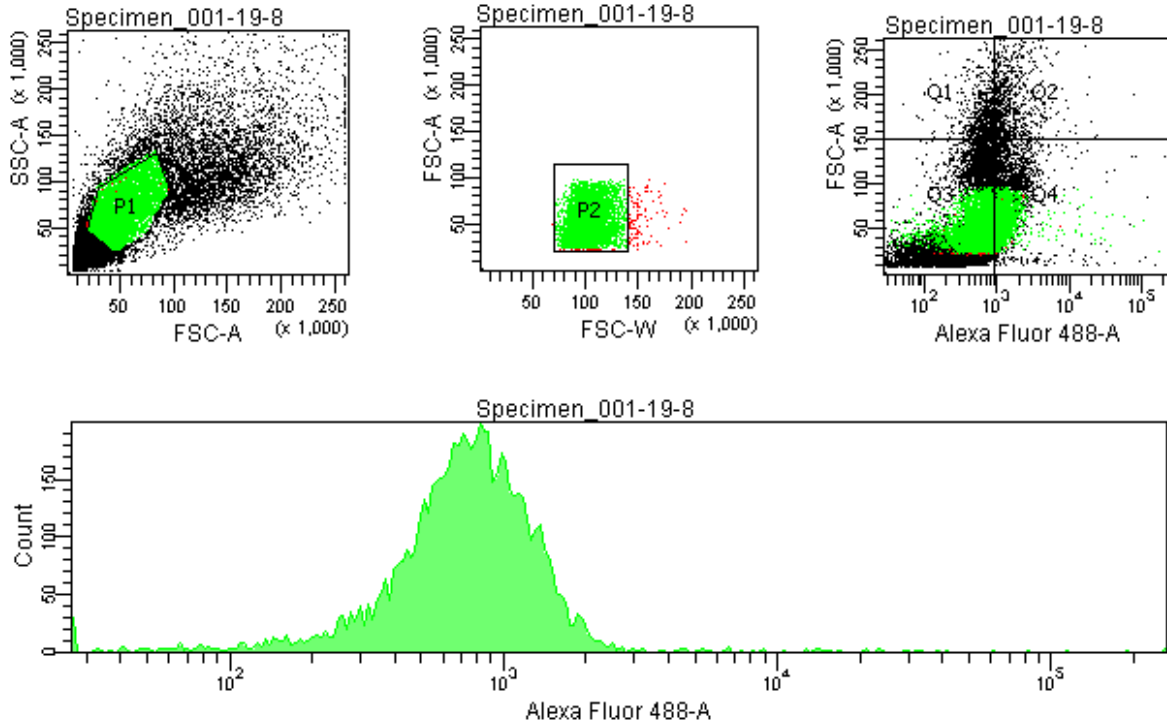 Specimen_001-19-8
SSC-A (x 1,000)
250
200
150
100
50
P1
50 100 150 200 250
(x 1,000)
FSC-A
Specimen_001-19-8
FSC-A (x 1,000)
250
200
150
100
50
P2
50 100 150 200 250
(x 1,000)
FSC-W
Specimen_001-19-8
FSC-A (x 1,000)
250
200
150
100
50
Q1 Q2
Q3 Q4
10² 10³ 10⁴ 10⁵
Alexa Fluor 488-A
Specimen_001-19-8
Count
150
100
50
0
10² 10³ 10⁴ 10⁵
Alexa Fluor 488-A